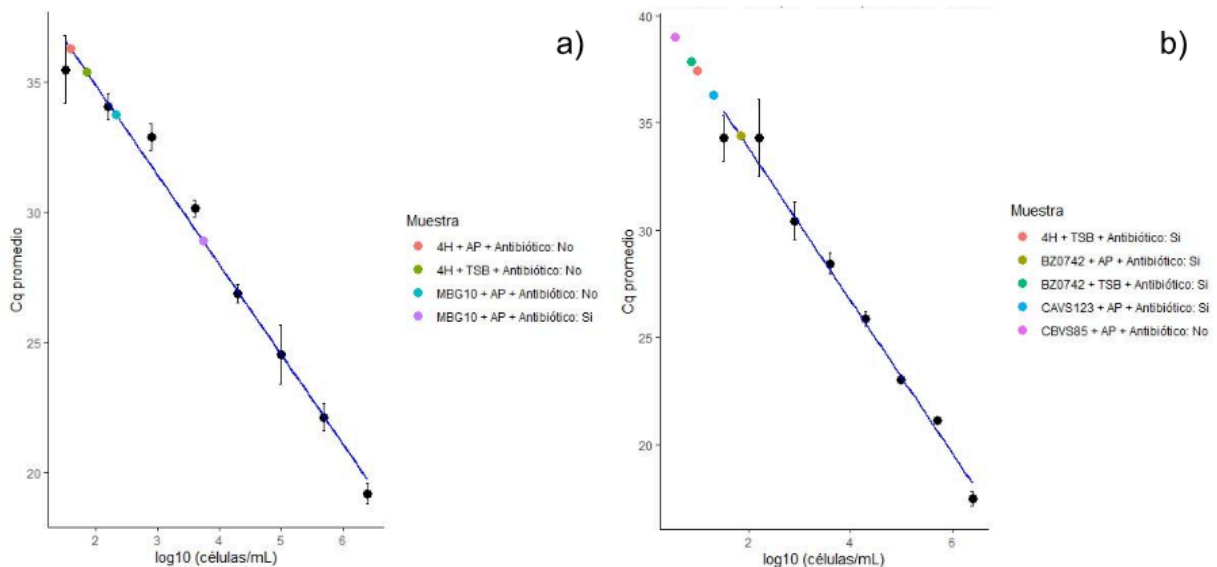 a)
35
30
25
20
Cq promedio
2
3
4
5
6
log10 (células/mL)
Muestra
4H + AP + Antibiótico: No
4H + TSB + Antibiótico: No
MBG10 + AP + Antibiótico: No
MBG10 + AP + Antibiótico: Si
b)
40
35
30
25
20
Cq promedio
2
4
6
log10 (células/mL)
Muestra
4H + TSB + Antibiótico: Si
BZ0742 + AP + Antibiótico: Si
BZ0742 + TSB + Antibiótico: Si
CAVS123 + AP + Antibiótico: Si
CBVS85 + AP + Antibiótico: No